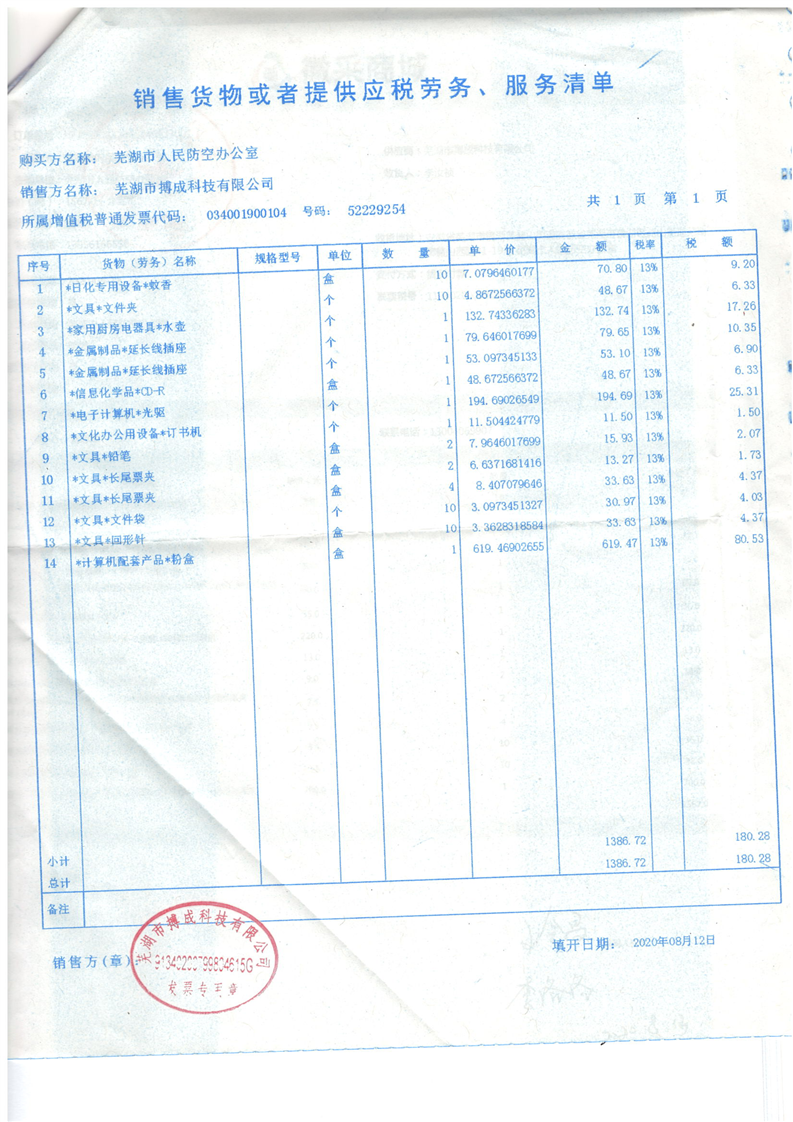 销售货物或者提供应税劳务、服务清单
购买方名称： 芜湖市人民防空办公室
销售方名称： 芜湖市搏成科技有限公司
所属增值税普通发票代码： 034001900104 号码： 52229254
共 1 页 第 1 页
序号 货物（劳务）名称 规格型号 单位 数 量 单 价 金 额 税率 税 额
1 *日化专用设备*蚊香 盒 10 7.0796460177 70.80 13% 9.20
2 *文具*文件夹 个 10 4.8672566372 48.67 13% 6.33
3 *家用厨房电器具*水壶 个 1 132.74336283 132.74 13% 17.26
4 *金属制品*延长线插座 个 1 79.646017699 79.65 13% 10.35
5 *金属制品*延长线插座 个 1 53.097345133 53.10 13% 6.90
6 *信息化学品*CD-R 盒 1 48.672566372 48.67 13% 6.33
7 *电子计算机*光驱 个 1 194.69026549 194.69 13% 25.31
8 *文化办公用设备*订书机 个 1 11.504424779 11.50 13% 1.50
9 *文具*铅笔 盒 2 7.9646017699 15.93 13% 2.07
10 *文具*长尾票夹 盒 2 6.6371681416 13.27 13% 1.73
11 *文具*长尾票夹 盒 4 8.407079646 33.63 13% 4.37
12 *文具*文件袋 个 10 3.0973451327 30.97 13% 4.03
13 *文具*回形针 盒 10 3.3628318584 33.63 13% 4.37
14 *计算机配套产品*粉盒 盒 1 619.46902655 619.47 13% 80.53
小计 1386.72 180.28
总计 1386.72 180.28
备注
销售方(章):
填开日期： 2020年08月12日
芜湖市搏成科技有限公司
发票专用章